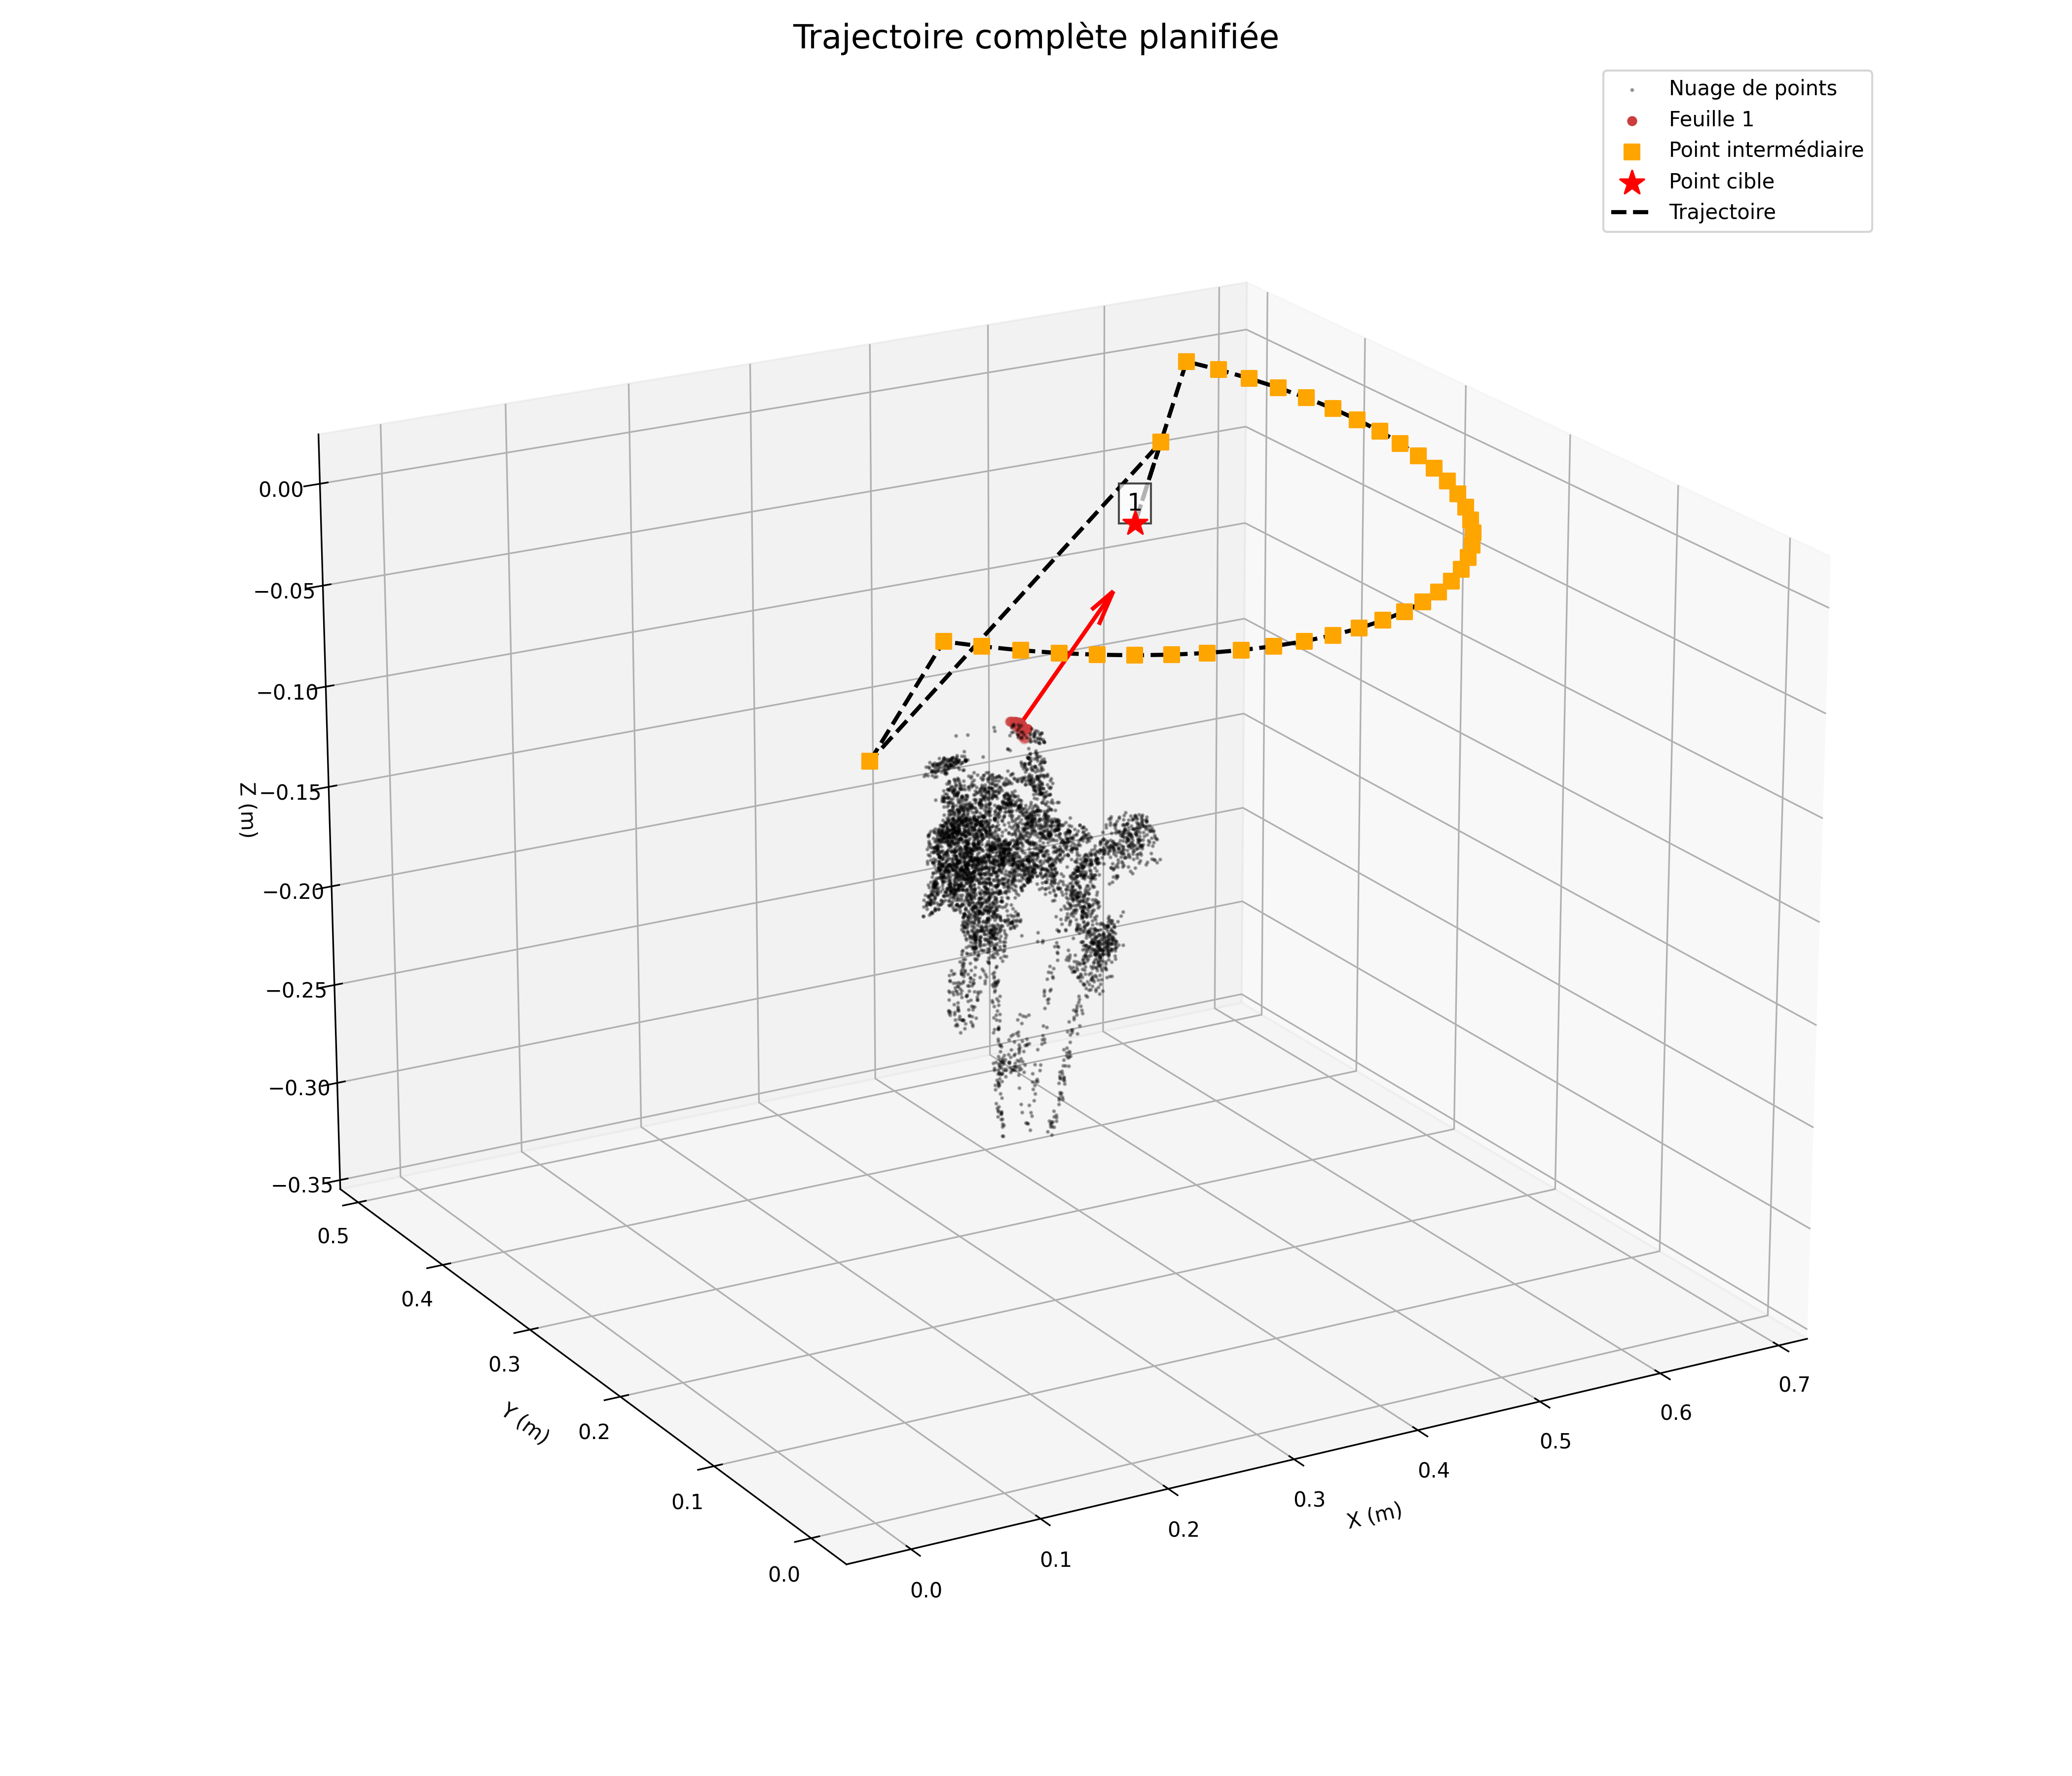 Trajectoire complète planifiée
Nuage de points
Feuille 1
Point intermédiaire
Point cible
Trajectoire
1
0.00
−0.05
−0.10
−0.15
−0.20
−0.25
−0.30
−0.35
Z (m)
0.5
0.4
0.3
0.2
0.1
0.0
Y (m)
0.0
0.1
0.2
0.3
0.4
0.5
0.6
0.7
X (m)